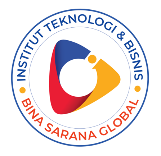 INSTITUT TEKNOLOGI & BISNIS
BINA SARANA GLOBAL